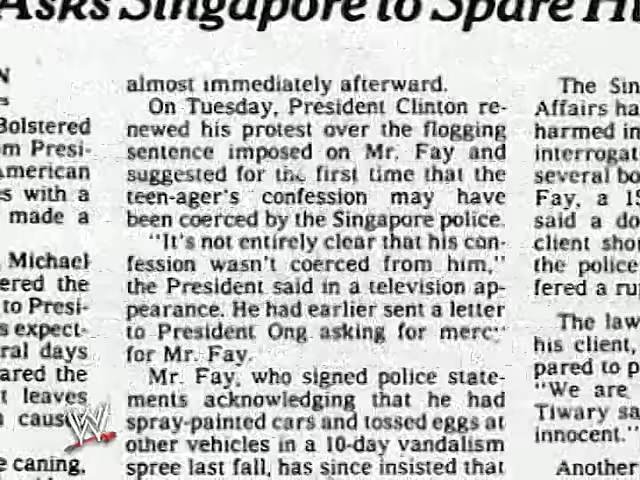 Asks Singapore to Spare Hi
N
Bolstered
om Presi-
American
es with a
made a
Michael
ered the
to Presi-
s expect-
ral days
ared the
t leaves
n caus
e caning,
almost immediately afterward.
On Tuesday, President Clinton re-
newed his protest over the flogging
sentence imposed on Mr. Fay and
suggested for the first time that the
teen-ager's confession may have
been coerced by the Singapore police.
"It's not entirely clear that his con-
fession wasn't coerced from him,"
the President said in a television ap-
pearance. He had earlier sent a letter
to President Ong asking for mercy
for Mr. Fay.
Mr. Fay, who signed police state-
ments acknowledging that he had
spray-painted cars and tossed eggs at
other vehicles in a 10-day vandalism
spree last fall, has since insisted that
The Sin
Affairs ha
harmed in
interrogat
several bo
Fay, a 15
said a do
client sho
the police
fered a ru
The law
his client,
pared to p
"We are
Tiwary sa
innocent."
Another
W